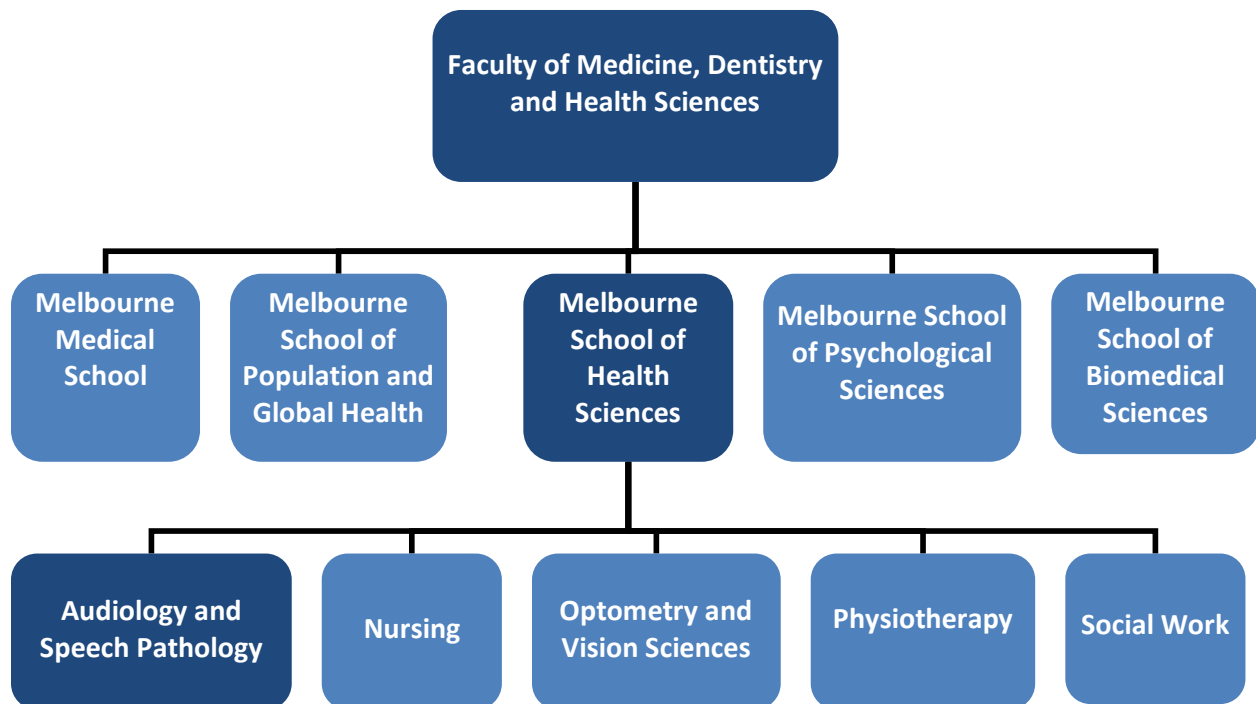 Faculty of Medicine, Dentistry
and Health Sciences
Melbourne
Medical
School
Melbourne
School of
Population and
Global Health
Melbourne
School of
Health
Sciences
Melbourne School
of Psychological
Sciences
Melbourne
School of
Biomedical
Sciences
Audiology and
Speech Pathology
Nursing
Optometry and
Vision Sciences
Physiotherapy
Social Work